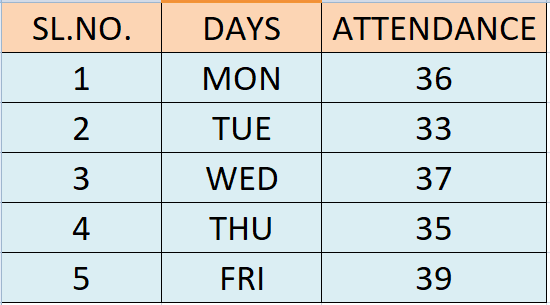 SL.NO. DAYS ATTENDANCE
1 MON 36
2 TUE 33
3 WED 37
4 THU 35
5 FRI 39